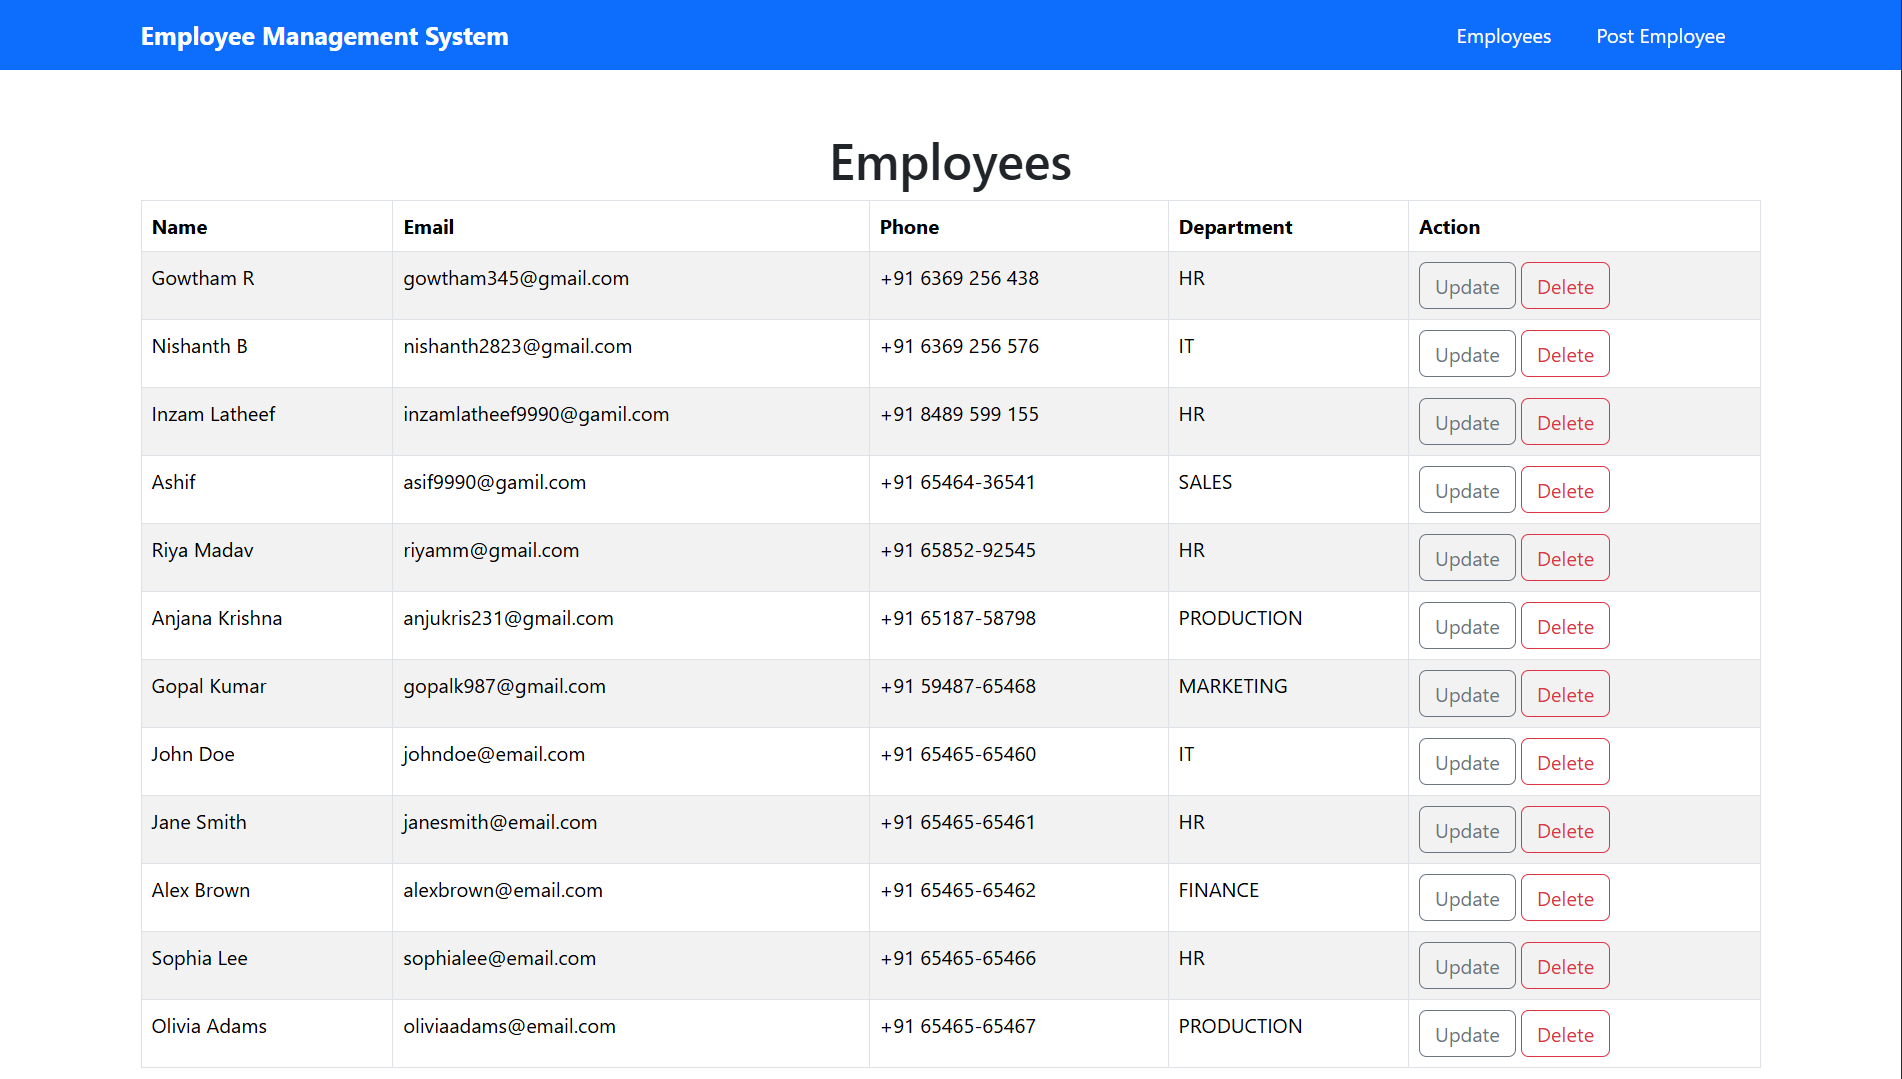 Employee Management System Employees Post Employee
Employees
Name Email Phone Department Action
Gowtham R gowtham345@gmail.com +91 6369 256 438 HR Update Delete
Nishanth B nishanth2823@gmail.com +91 6369 256 576 IT Update Delete
Inzam Latheef inzamlatheef9990@gamil.com +91 8489 599 155 HR Update Delete
Ashif asif9990@gamil.com +91 65464-36541 SALES Update Delete
Riya Madav riyamm@gmail.com +91 65852-92545 HR Update Delete
Anjana Krishna anjukris231@gmail.com +91 65187-58798 PRODUCTION Update Delete
Gopal Kumar gopalk987@gmail.com +91 59487-65468 MARKETING Update Delete
John Doe johndoe@email.com +91 65465-65460 IT Update Delete
Jane Smith janesmith@email.com +91 65465-65461 HR Update Delete
Alex Brown alexbrown@email.com +91 65465-65462 FINANCE Update Delete
Sophia Lee sophialee@email.com +91 65465-65466 HR Update Delete
Olivia Adams oliviaadams@email.com +91 65465-65467 PRODUCTION Update Delete